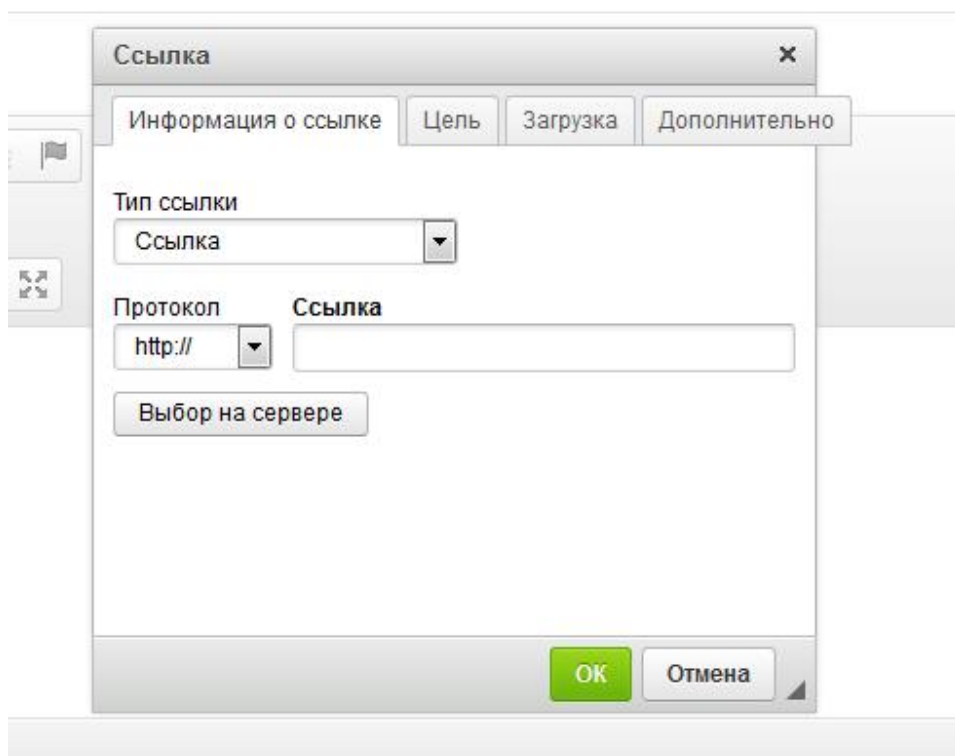 Ссылка
Информация о ссылке Цель Загрузка Дополнительно
Тип ссылки
Ссылка
Протокол Ссылка
http://
Выбор на сервере
ОК Отмена